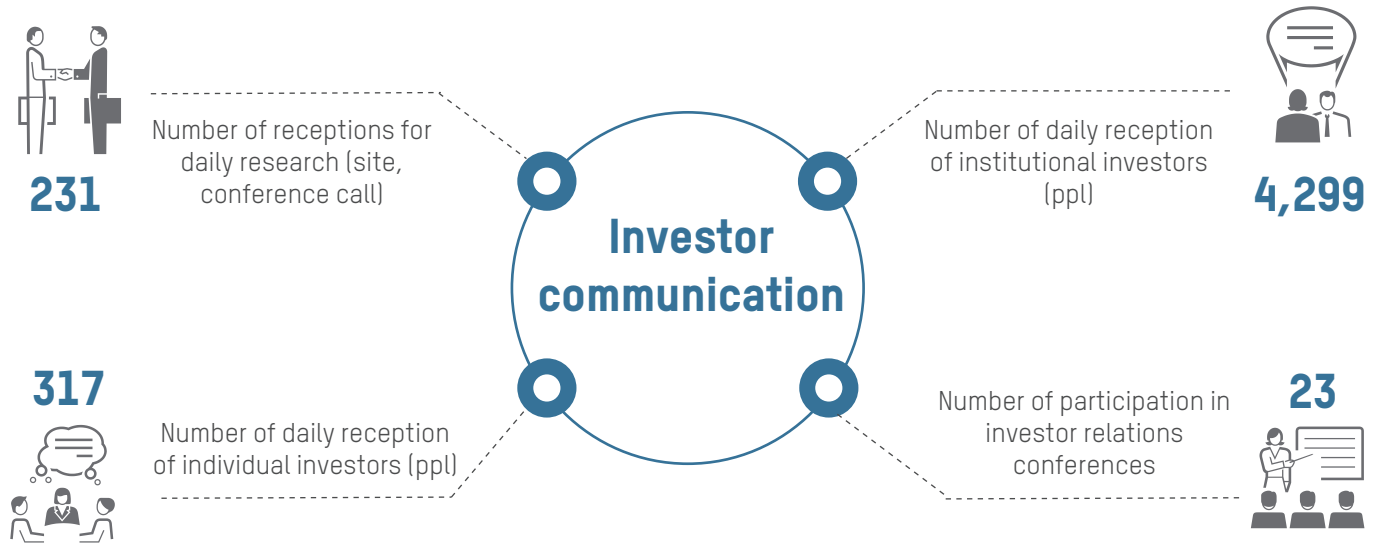 Number of receptions for
daily research (site,
conference call)
231
Number of daily reception
of institutional investors
(ppl)
4,299
Investor
communication
317
Number of daily reception
of individual investors (ppl)
Number of participation in
investor relations
conferences
23